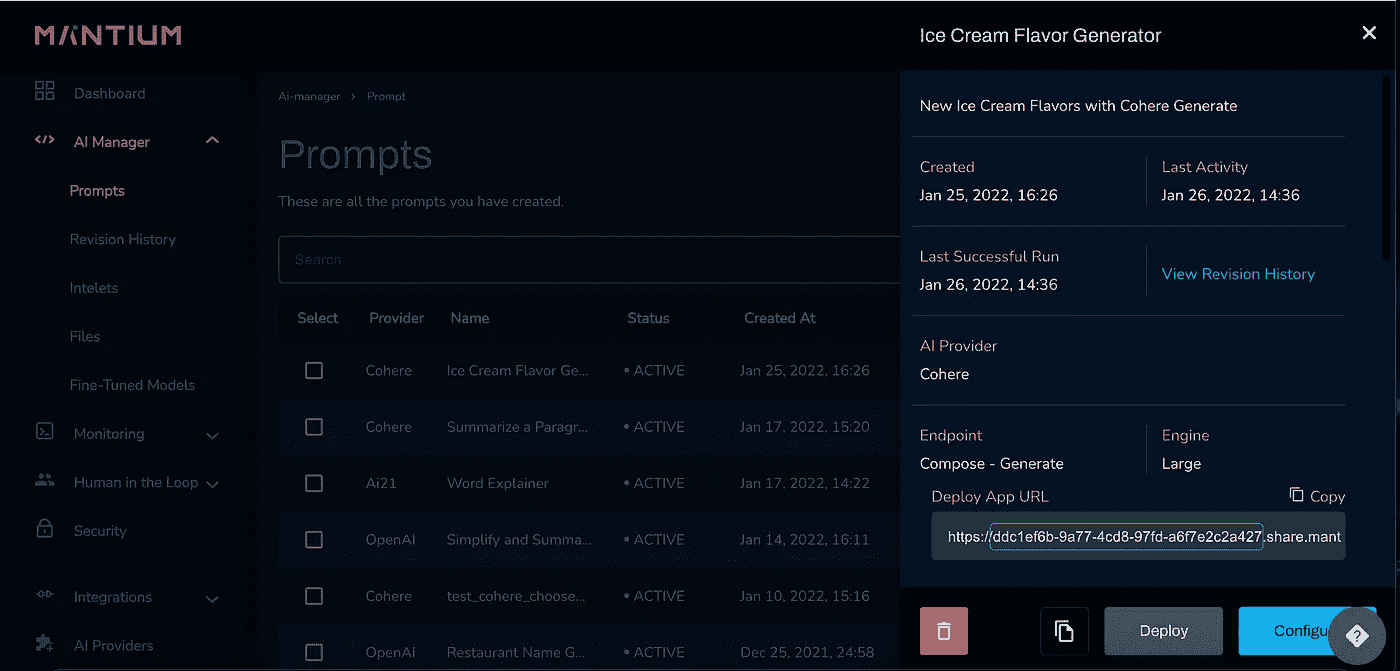 MANTIUM
Dashboard
AI Manager
Prompts
Revision History
Intelets
Files
Fine-Tuned Models
Monitoring
Human in the Loop
Security
Integrations
AI Providers
Ai-manager > Prompt
Prompts
These are all the prompts you have created.
Search
Select Provider Name Status Created At
Cohere Ice Cream Flavor Ge... • ACTIVE Jan 25, 2022, 16:26
Cohere Summarize a Paragr... • ACTIVE Jan 17, 2022, 15:20
Ai21 Word Explainer • ACTIVE Jan 17, 2022, 14:22
OpenAI Simplify and Summa... • ACTIVE Jan 14, 2022, 16:11
Cohere test_cohere_choose... • ACTIVE Jan 10, 2022, 15:16
OpenAI Restaurant Name G... • ACTIVE Dec 25, 2021, 24:58
Ice Cream Flavor Generator
New Ice Cream Flavors with Cohere Generate
Created Last Activity
Jan 25, 2022, 16:26 Jan 26, 2022, 14:36
Last Successful Run
Jan 26, 2022, 14:36
View Revision History
AI Provider
Cohere
Endpoint Engine
Compose - Generate Large
Deploy App URL Copy
https://ddc1ef6b-9a77-4cd8-97fd-a6f7e2c2a427.share.mant
Deploy Configu
?